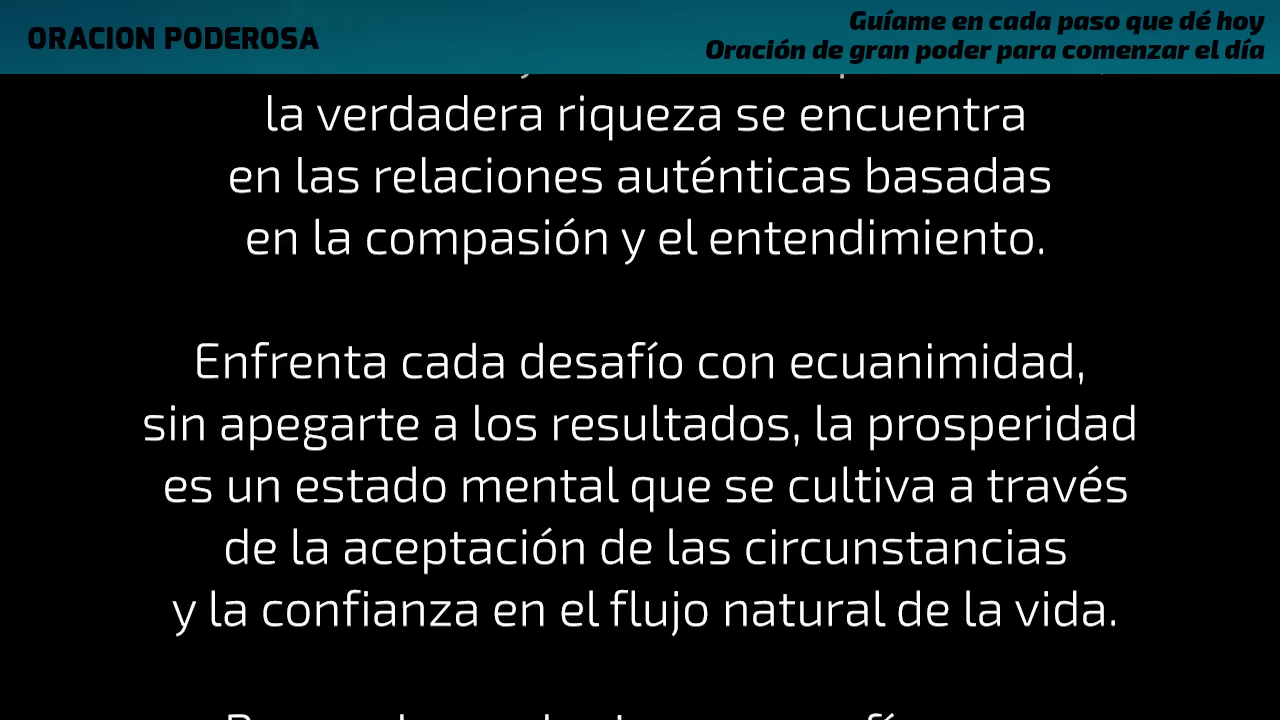 ORACION PODEROSA
Guíame en cada paso que dé hoy
Oración de gran poder para comenzar el día
la verdadera riqueza se encuentra
en las relaciones auténticas basadas
en la compasión y el entendimiento.
Enfrenta cada desafío con ecuanimidad,
sin apegarte a los resultados, la prosperidad
es un estado mental que se cultiva a través
de la aceptación de las circunstancias
y la confianza en el flujo natural de la vida.